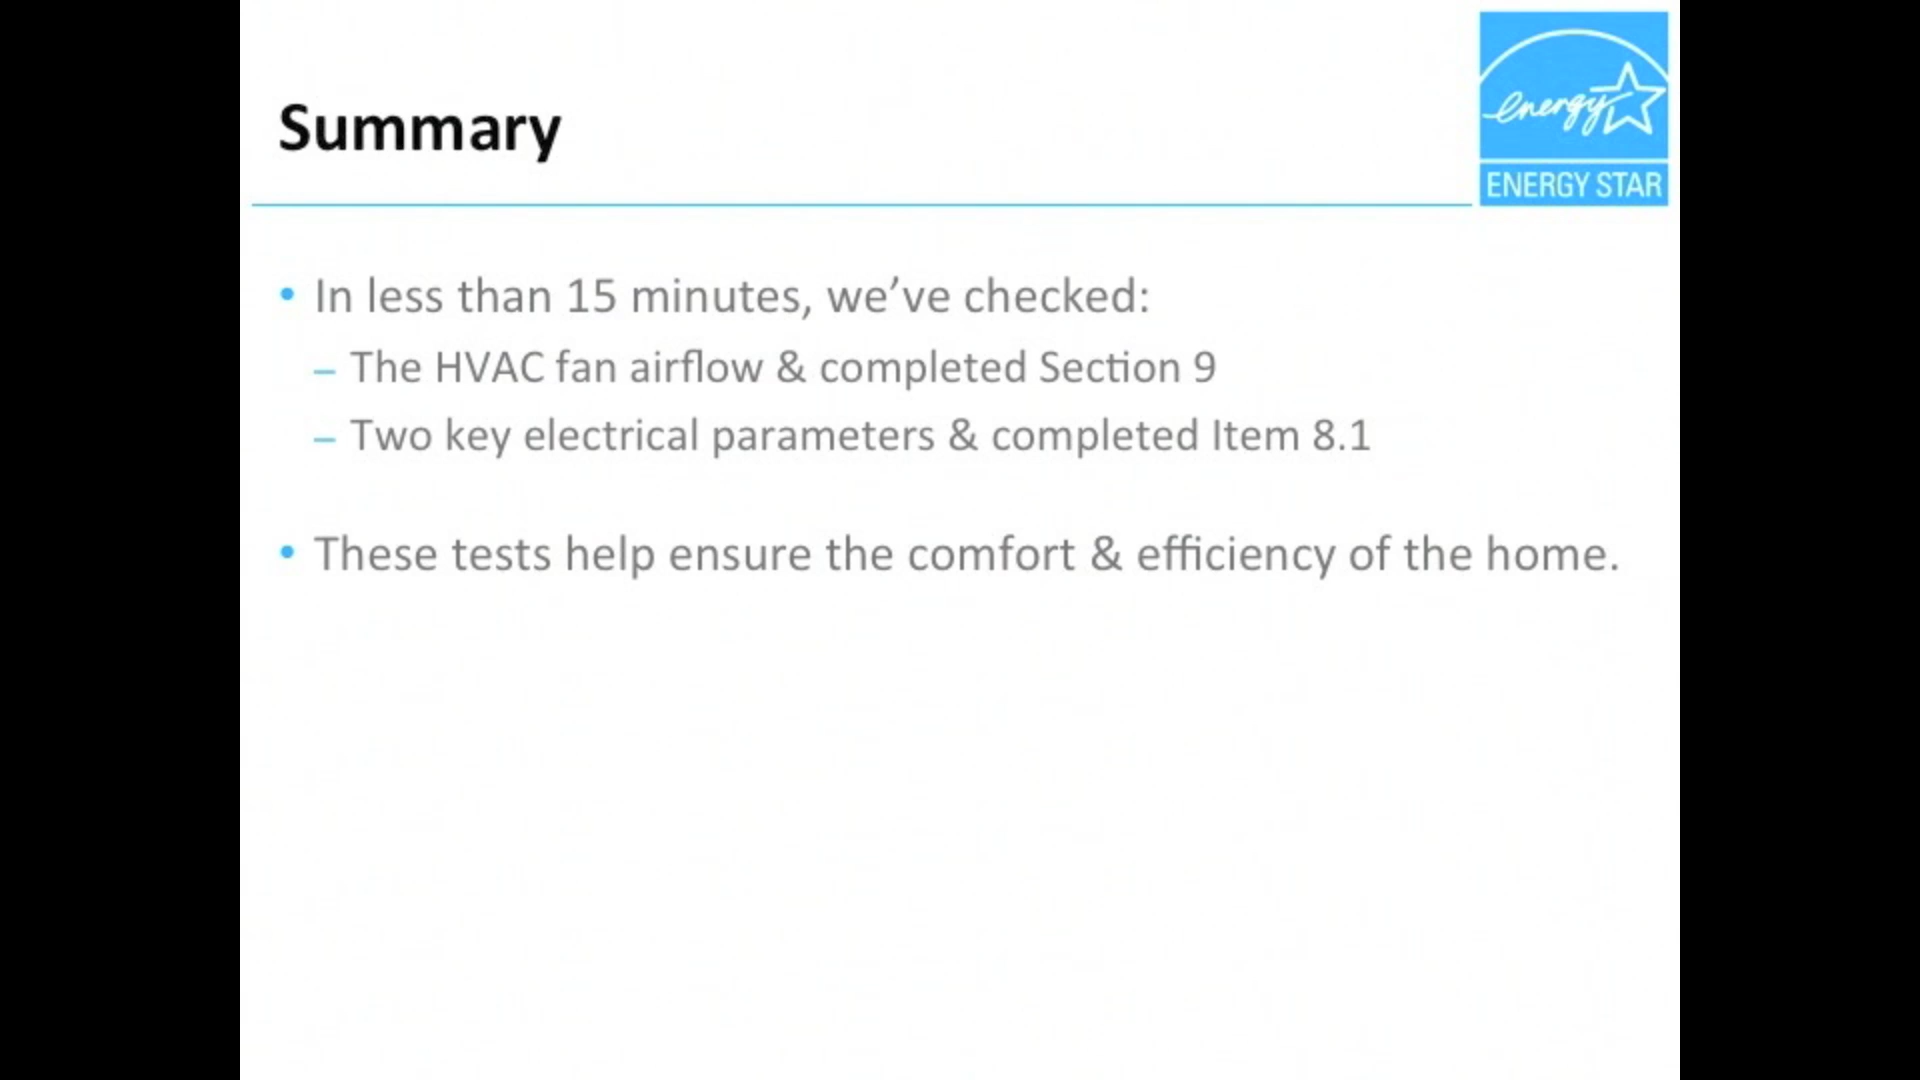 energy
ENERGY STAR
Summary
• In less than 15 minutes, we’ve checked:
– The HVAC fan airflow & completed Section 9
– Two key electrical parameters & completed Item 8.1
• These tests help ensure the comfort & efficiency of the home.